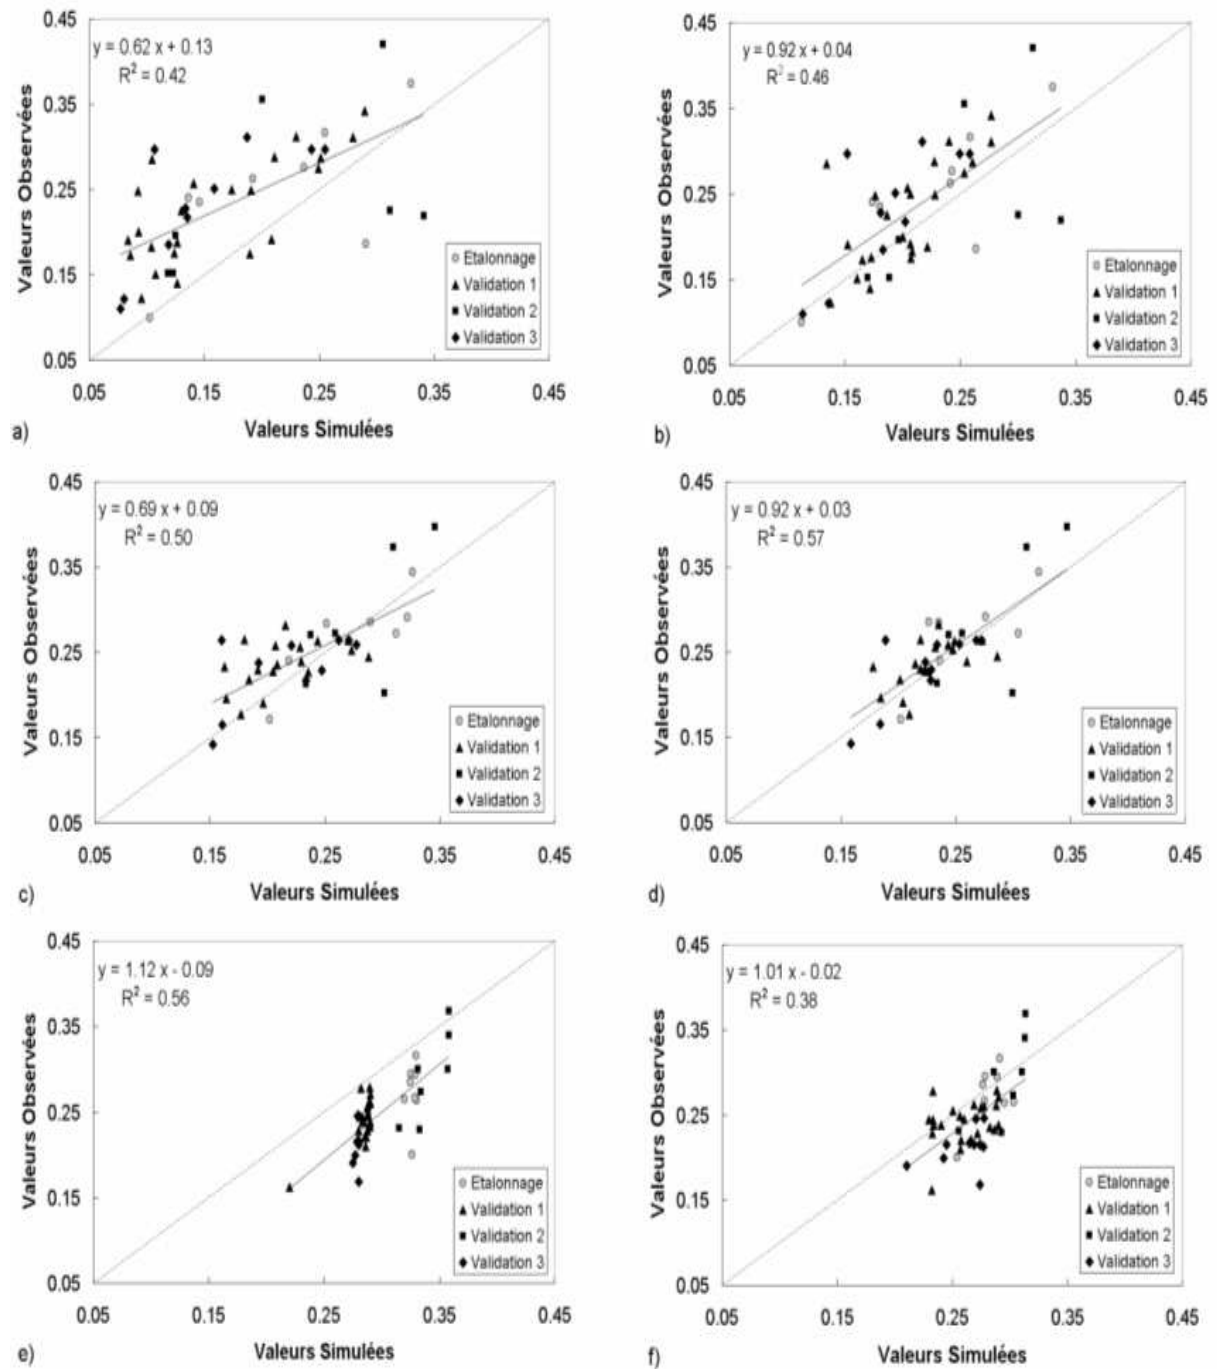 0.45
y = 0.62 x + 0.13
R² = 0.42
0.35
0.25
0.15
0.05
Valeurs Observées
Etalonnage
Validation 1
Validation 2
Validation 3
0.05 0.15 0.25 0.35 0.45
Valeurs Simulées
a)
0.45
y = 0.92 x + 0.04
R² = 0.46
0.35
0.25
0.15
0.05
Valeurs Observées
Etalonnage
Validation 1
Validation 2
Validation 3
0.05 0.15 0.25 0.35 0.45
Valeurs Simulées
b)
0.45
y = 0.69 x + 0.09
R² = 0.50
0.35
0.25
0.15
0.05
Valeurs Observées
Etalonnage
Validation 1
Validation 2
Validation 3
0.05 0.15 0.25 0.35 0.45
Valeurs Simulées
c)
0.45
y = 0.92 x + 0.03
R² = 0.57
0.35
0.25
0.15
0.05
Valeurs Observées
Etalonnage
Validation 1
Validation 2
Validation 3
0.05 0.15 0.25 0.35 0.45
Valeurs Simulées
d)
0.45
y = 1.12 x - 0.09
R² = 0.56
0.35
0.25
0.15
0.05
Valeurs Observées
Etalonnage
Validation 1
Validation 2
Validation 3
0.05 0.15 0.25 0.35 0.45
Valeurs Simulées
e)
0.45
y = 1.01 x - 0.02
R² = 0.38
0.35
0.25
0.15
0.05
Valeurs Observées
Etalonnage
Validation 1
Validation 2
Validation 3
0.05 0.15 0.25 0.35 0.45
Valeurs Simulées
f)